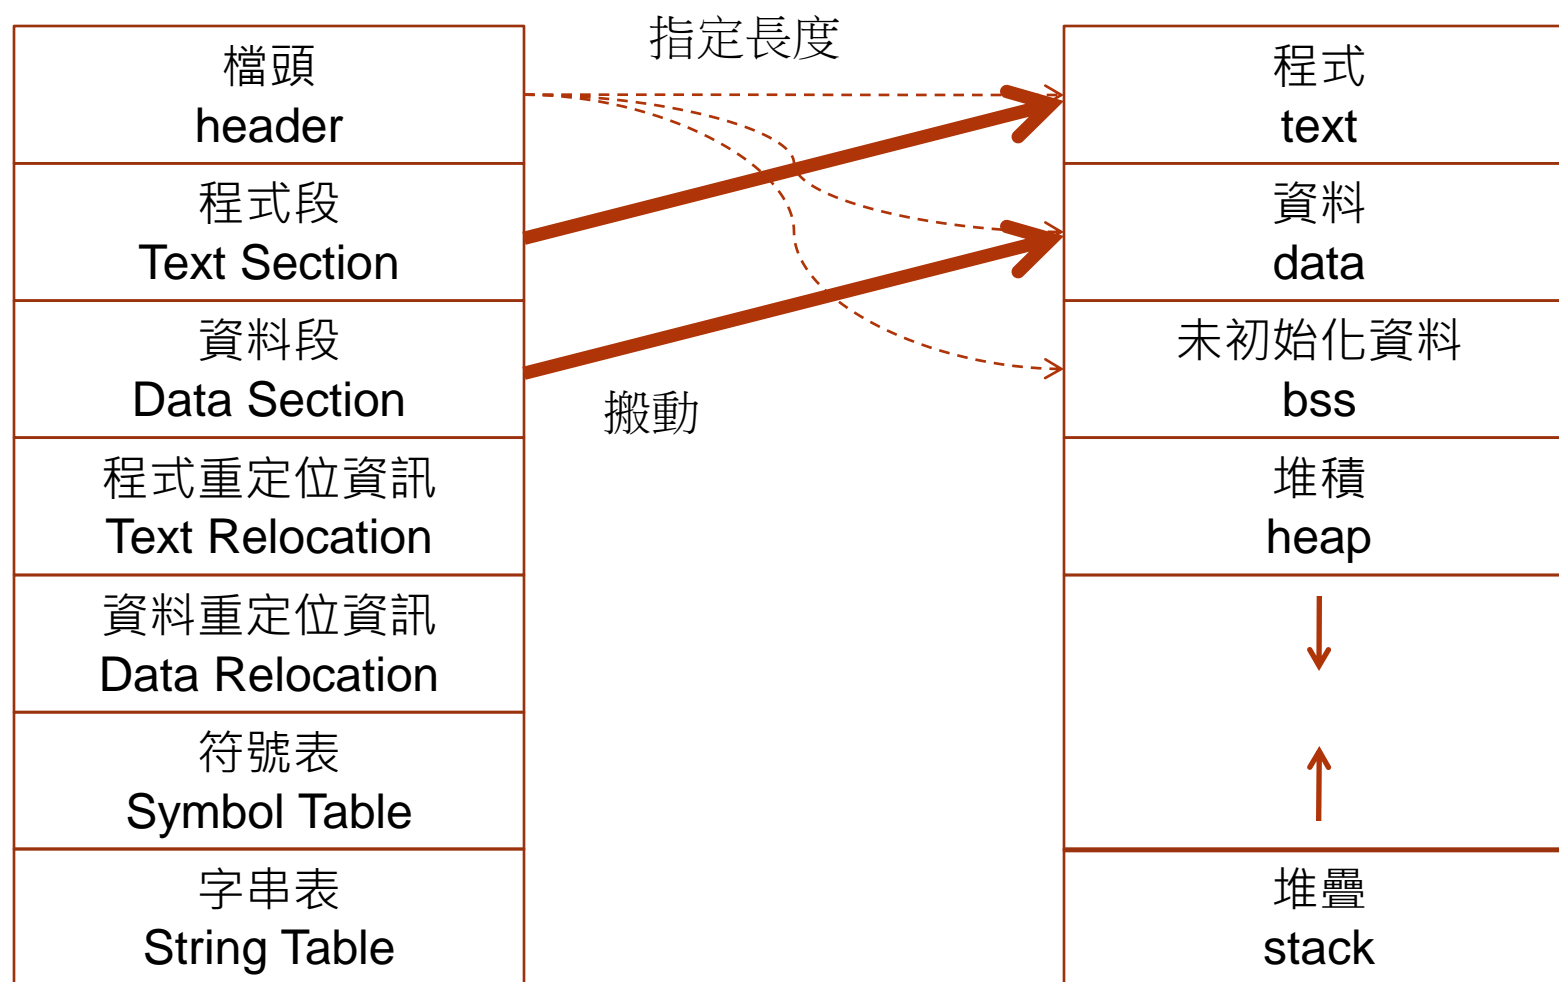 指定長度
檔頭
header
程式段
Text Section
資料段
Data Section
程式重定位資訊
Text Relocation
資料重定位資訊
Data Relocation
符號表
Symbol Table
字串表
String Table
搬動
程式
text
資料
data
未初始化資料
bss
堆積
heap
堆疊
stack